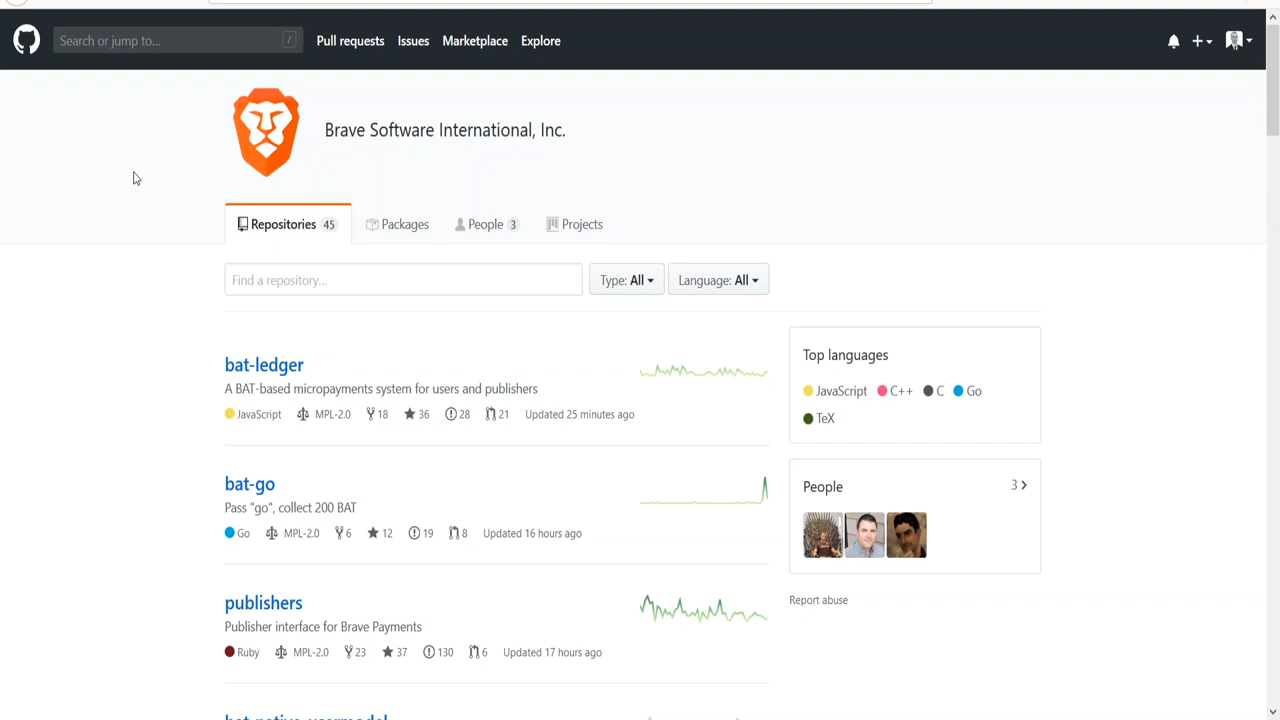 Search or jump to... /
Pull requests Issues Marketplace Explore
Brave Software International, Inc.
Repositories 45 Packages People 3 Projects
Find a repository... Type: All Language: All
bat-ledger
A BAT-based micropayments system for users and publishers
JavaScript MPL-2.0 18 36 28 21 Updated 25 minutes ago
bat-go
Pass "go", collect 200 BAT
Go MPL-2.0 6 12 19 8 Updated 16 hours ago
publishers
Publisher interface for Brave Payments
Ruby MPL-2.0 23 37 130 6 Updated 17 hours ago
bat-native-usermodel
Top languages
JavaScript C++ C Go
TeX
People 3
Report abuse